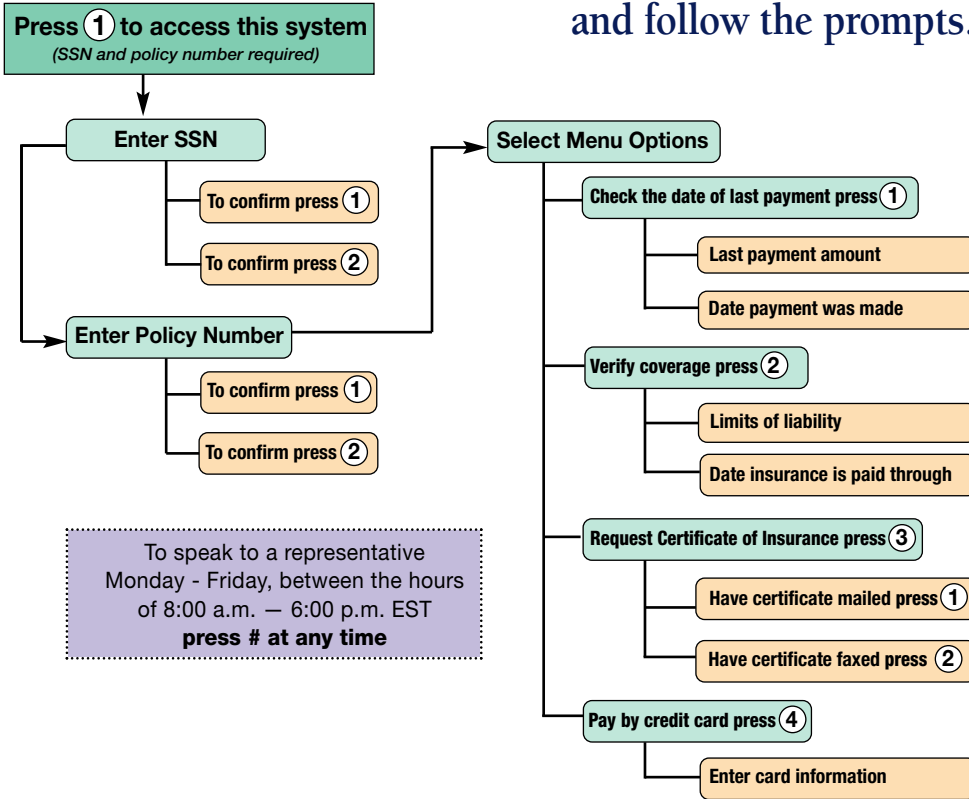 and follow the prompts.
Press 1 to access this system
(SSN and policy number required)
Enter SSN
To confirm press 1
To confirm press 2
Enter Policy Number
To confirm press 1
To confirm press 2
To speak to a representative
Monday - Friday, between the hours
of 8:00 a.m. — 6:00 p.m. EST
press # at any time
Select Menu Options
Check the date of last payment press 1
Last payment amount
Date payment was made
Verify coverage press 2
Limits of liability
Date insurance is paid through
Request Certificate of Insurance press 3
Have certificate mailed press 1
Have certificate faxed press 2
Pay by credit card press 4
Enter card information